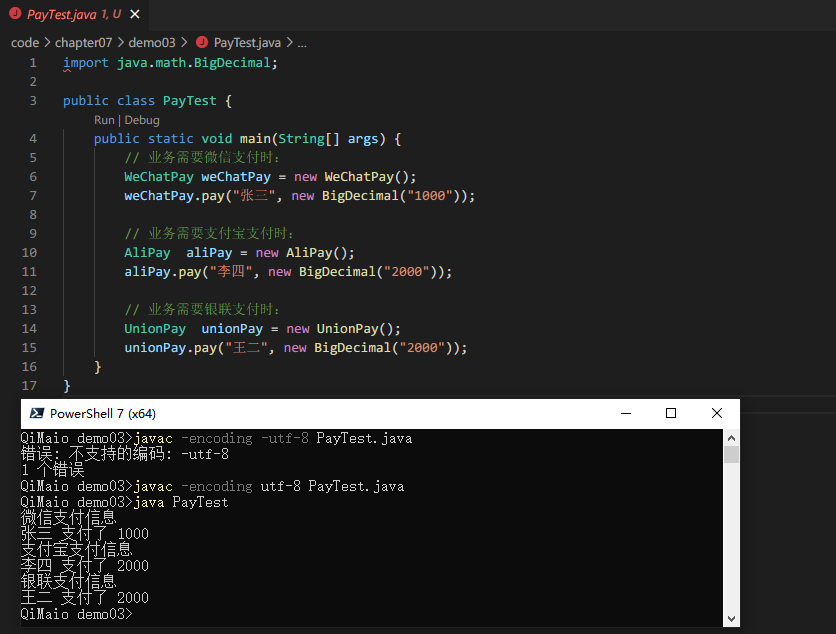 PayTest.java 1, U
code > chapter07 > demo03 > PayTest.java > ...
1 import java.math.BigDecimal;
2
3 public class PayTest {
Run | Debug
4 public static void main(String[] args) {
5 // 业务需要微信支付时:
6 WeChatPay weChatPay = new WeChatPay();
7 weChatPay.pay("张三", new BigDecimal("1000"));
8
9 // 业务需要支付宝支付时:
10 AliPay  aliPay = new AliPay();
11 aliPay.pay("李四", new BigDecimal("2000"));
12
13 // 业务需要银联支付时:
14 UnionPay  unionPay = new UnionPay();
15 unionPay.pay("王二", new BigDecimal("2000"));
16 }
17 }
PowerShell 7 (x64)
QiMaio demo03>javac -encoding -utf-8 PayTest.java
错误: 不支持的编码: -utf-8
1 个错误
QiMaio demo03>javac -encoding utf-8 PayTest.java
QiMaio demo03>java PayTest
微信支付信息
张三 支付了 1000
支付宝支付信息
李四 支付了 2000
银联支付信息
王二 支付了 2000
QiMaio demo03>